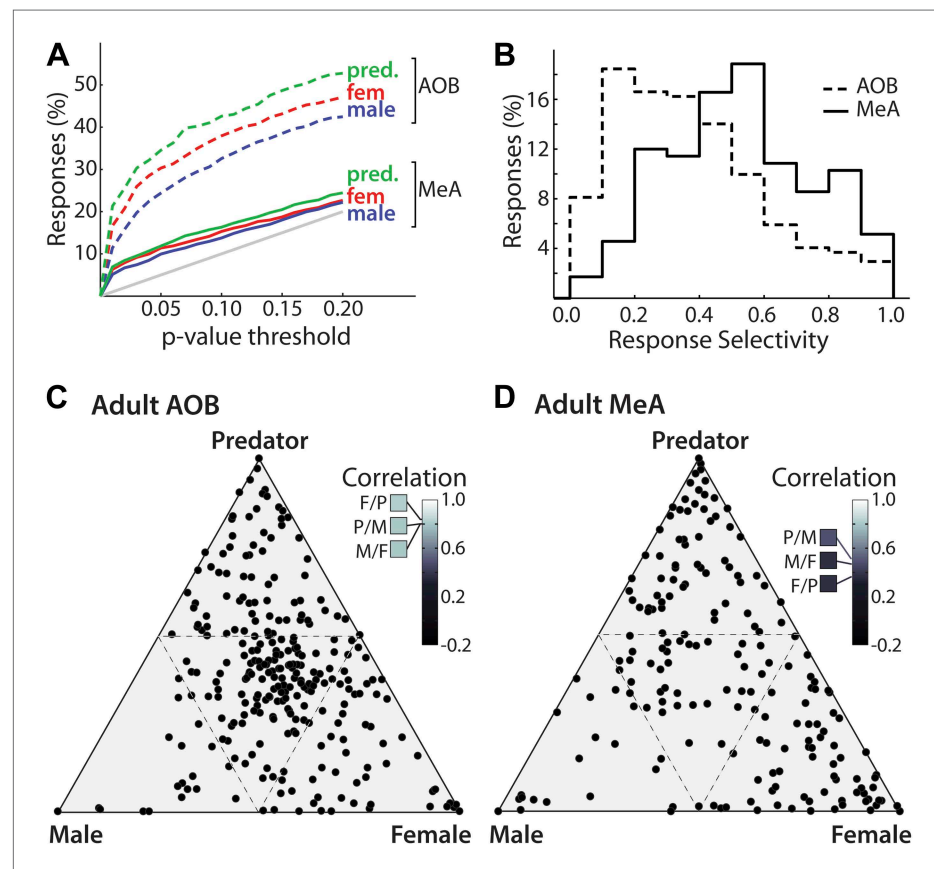 A
Responses (%)
50
40
30
20
10
pred.
fem
male
AOB
pred.
fem
male
MeA
0.05
0.10
0.15
0.20
p-value threshold
B
Responses (%)
16
12
8
4
AOB
MeA
0.0
0.2
0.4
0.6
0.8
1.0
Response Selectivity
C
Adult AOB
Predator
Correlation
F/P
P/M
M/F
1.0
0.6
0.2
-0.2
Male
Female
D
Adult MeA
Predator
Correlation
P/M
M/F
F/P
1.0
0.6
0.2
-0.2
Male
Female